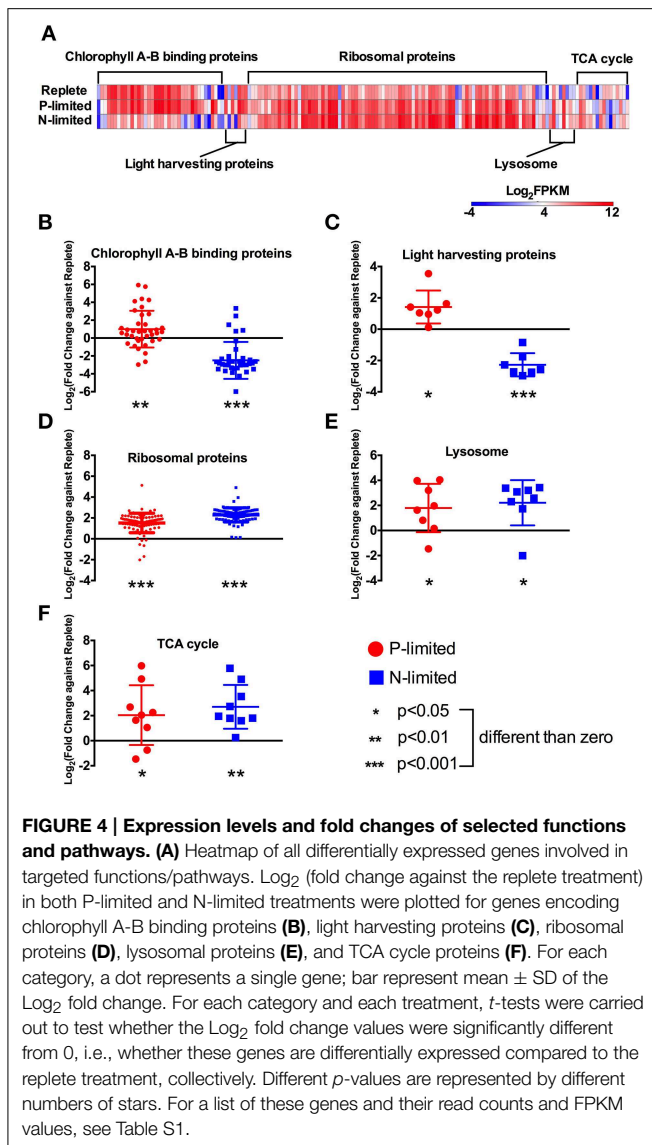 A
Chlorophyll A-B binding proteins
Ribosomal proteins
TCA cycle
Replete
P-limited
N-limited
Light harvesting proteins
Lysosome
Log2FPKM
-4 4 12
B
Chlorophyll A-B binding proteins
Log2(Fold Change against Replete)
8
6
4
2
0
-2
-4
-6
** ***
C
Light harvesting proteins
Log2(Fold Change against Replete)
4
2
0
-2
-4
* ***
D
Ribosomal proteins
Log2(Fold Change against Replete)
8
6
4
2
0
-2
-4
*** ***
E
Lysosome
Log2(Fold Change against Replete)
6
4
2
0
-2
-4
* *
F
TCA cycle
Log2(Fold Change against Replete)
8
6
4
2
0
-2
* **
P-limited
N-limited
* p<0.05
** p<0.01
*** p<0.001
different than zero
FIGURE 4 | Expression levels and fold changes of selected functions
and pathways. (A) Heatmap of all differentially expressed genes involved in
targeted functions/pathways. Log2 (fold change against the replete treatment)
in both P-limited and N-limited treatments were plotted for genes encoding
chlorophyll A-B binding proteins (B), light harvesting proteins (C), ribosomal
proteins (D), lysosomal proteins (E), and TCA cycle proteins (F). For each
category, a dot represents a single gene; bar represent mean ± SD of the
Log2 fold change. For each category and each treatment, t-tests were carried
out to test whether the Log2 fold change values were significantly different
from 0, i.e., whether these genes are differentially expressed compared to the
replete treatment, collectively. Different p-values are represented by different
numbers of stars. For a list of these genes and their read counts and FPKM
values, see Table S1.